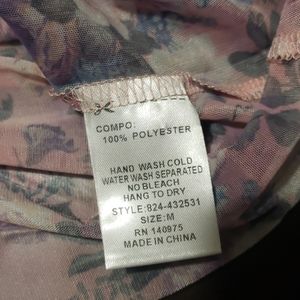 COMPO:
100% POLYESTER
HAND WASH COLD
WATER WASH SEPARATED
NO BLEACH
HANG TO DRY
STYLE:824-432531
SIZE:M
RN 140975
MADE IN CHINA